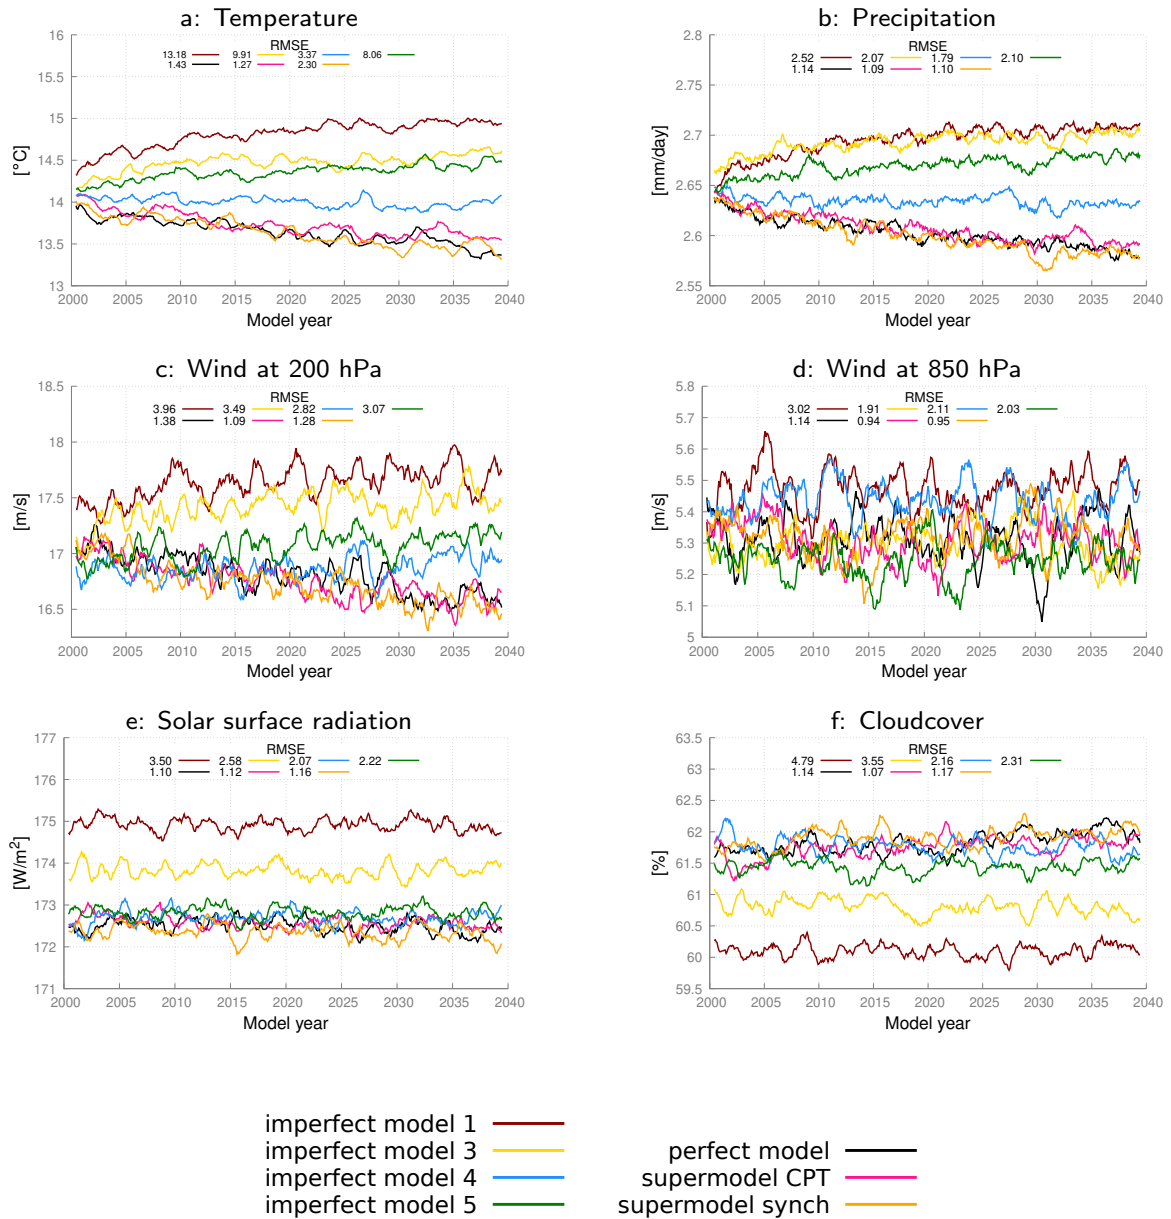 a: Temperature
RMSE
13.18 9.91 3.37 8.06
1.43 1.27 2.30
16
15.5
15
14.5
14
13.5
13
[°C]
2000 2005 2010 2015 2020 2025 2030 2035 2040
Model year
b: Precipitation
RMSE
2.52 2.07 1.79 2.10
1.14 1.09 1.10
2.8
2.75
2.7
2.65
2.6
2.55
[mm/day]
2000 2005 2010 2015 2020 2025 2030 2035 2040
Model year
c: Wind at 200 hPa
RMSE
3.96 3.49 2.82 3.07
1.38 1.09 1.28
18.5
18
17.5
17
16.5
[m/s]
2000 2005 2010 2015 2020 2025 2030 2035 2040
Model year
d: Wind at 850 hPa
RMSE
3.02 1.91 2.11 2.03
1.14 0.94 0.95
5.8
5.7
5.6
5.5
5.4
5.3
5.2
5.1
5
[m/s]
2000 2005 2010 2015 2020 2025 2030 2035 2040
Model year
e: Solar surface radiation
RMSE
3.50 2.58 2.07 2.22
1.10 1.12 1.16
177
176
175
174
173
172
171
[W/m²]
2000 2005 2010 2015 2020 2025 2030 2035 2040
Model year
f: Cloudcover
RMSE
4.79 3.55 2.16 2.31
1.14 1.07 1.17
63.5
63
62.5
62
61.5
61
60.5
60
59.5
[%]
2000 2005 2010 2015 2020 2025 2030 2035 2040
Model year
imperfect model 1
imperfect model 3
imperfect model 4
imperfect model 5
perfect model
supermodel CPT
supermodel synch